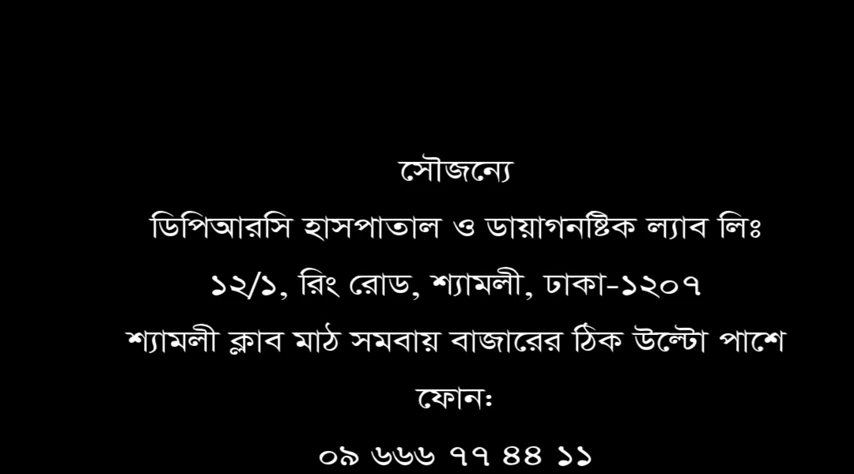 সৌজন্যে
ডিপিআরসি হাসপাতাল ও ডায়াগনষ্টিক ল্যাব লিঃ
১২/১, রিং রোড, শ্যামলী, ঢাকা-১২০৭
শ্যামলী ক্লাব মাঠ সমবায় বাজারের ঠিক উল্টো পাশে
ফোন:
০৯ ৬৬৬ ৭৭ ৪৪ ১১